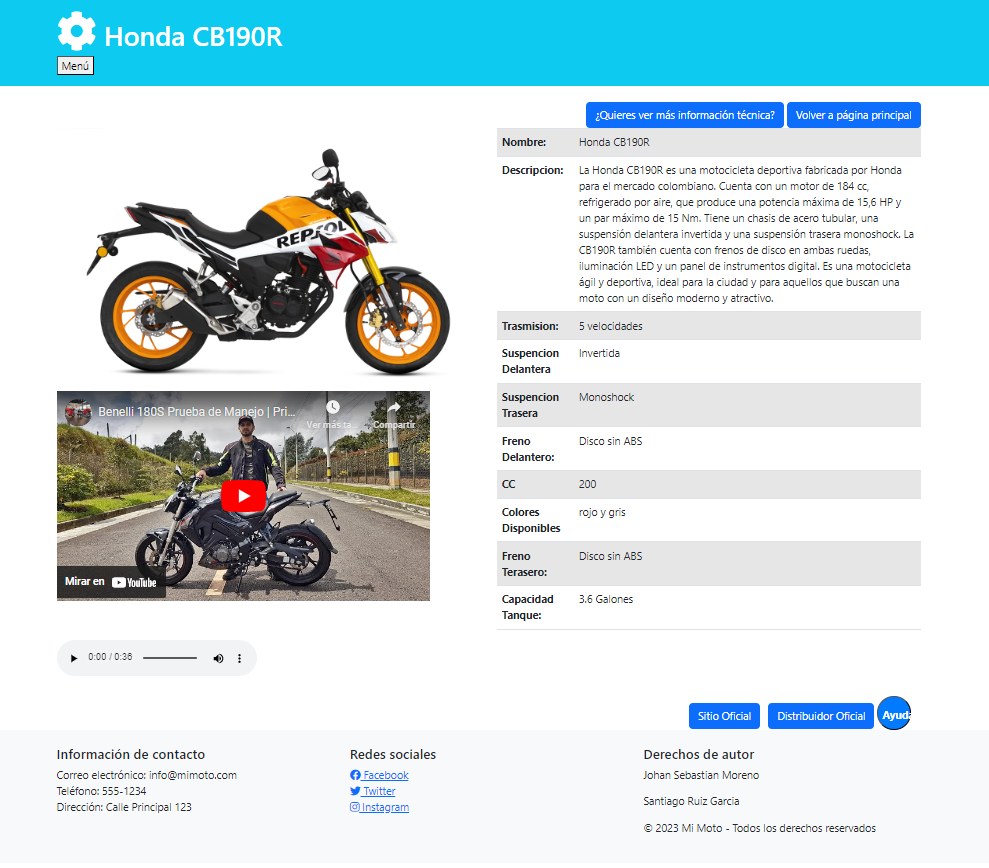 Honda CB190R
Menú
¿Quieres ver más información técnica?
Volver a página principal
REPSOL
Benelli 180S Prueba de Manejo | Pri...
Ver más ta...
Compartir
Mirar en YouTube
0:00 / 0:36
Nombre: Honda CB190R
Descripcion: La Honda CB190R es una motocicleta deportiva fabricada por Honda
para el mercado colombiano. Cuenta con un motor de 184 cc,
refrigerado por aire, que produce una potencia máxima de 15,6 HP y
un par máximo de 15 Nm. Tiene un chasis de acero tubular, una
suspensión delantera invertida y una suspensión trasera monoshock. La
CB190R también cuenta con frenos de disco en ambas ruedas,
iluminación LED y un panel de instrumentos digital. Es una motocicleta
ágil y deportiva, ideal para la ciudad y para aquellos que buscan una
moto con un diseño moderno y atractivo.
Trasmision: 5 velocidades
Suspencion Invertida
Delantera
Suspencion Monoshock
Trasera
Freno Disco sin ABS
Delantero:
CC 200
Colores rojo y gris
Disponibles
Freno Disco sin ABS
Terasero:
Capacidad 3.6 Galones
Tanque:
Sitio Oficial
Distribuidor Oficial
Ayuda
Información de contacto
Correo electrónico: info@mimoto.com
Teléfono: 555-1234
Dirección: Calle Principal 123
Redes sociales
Facebook
Twitter
Instagram
Derechos de autor
Johan Sebastian Moreno
Santiago Ruiz Garcia
© 2023 Mi Moto - Todos los derechos reservados